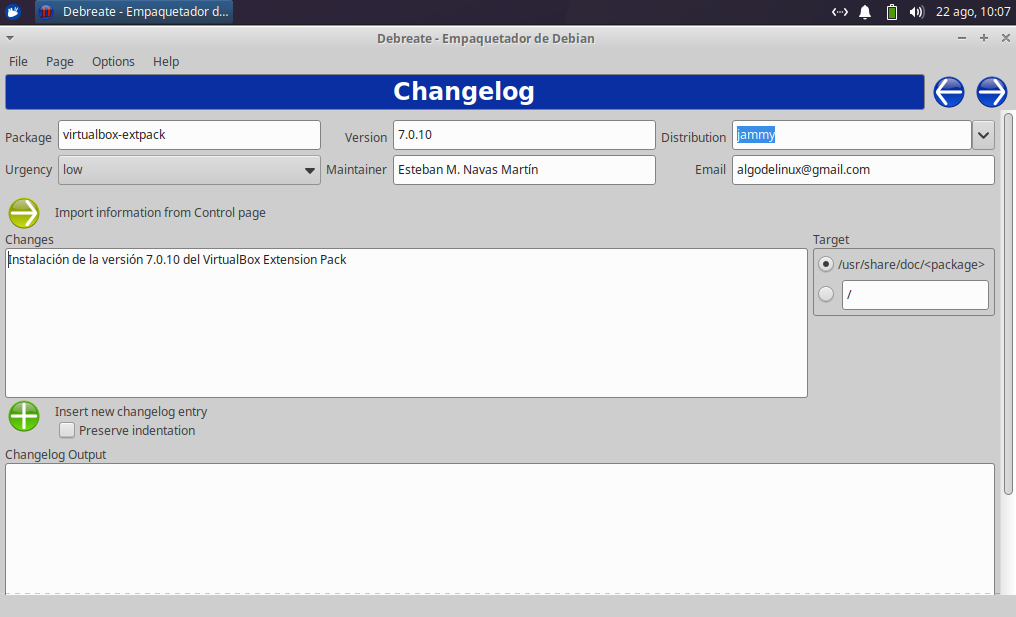 Debreate - Empaquetador d...
22 ago, 10:07
Debreate - Empaquetador de Debian
File Page Options Help
Changelog
Package virtualbox-extpack Version 7.0.10 Distribution jammy
Urgency low Maintainer Esteban M. Navas Martín Email algodelinux@gmail.com
Import information from Control page
Changes
Instalación de la versión 7.0.10 del VirtualBox Extension Pack
Target
/usr/share/doc/<package>
/
Insert new changelog entry
Preserve indentation
Changelog Output